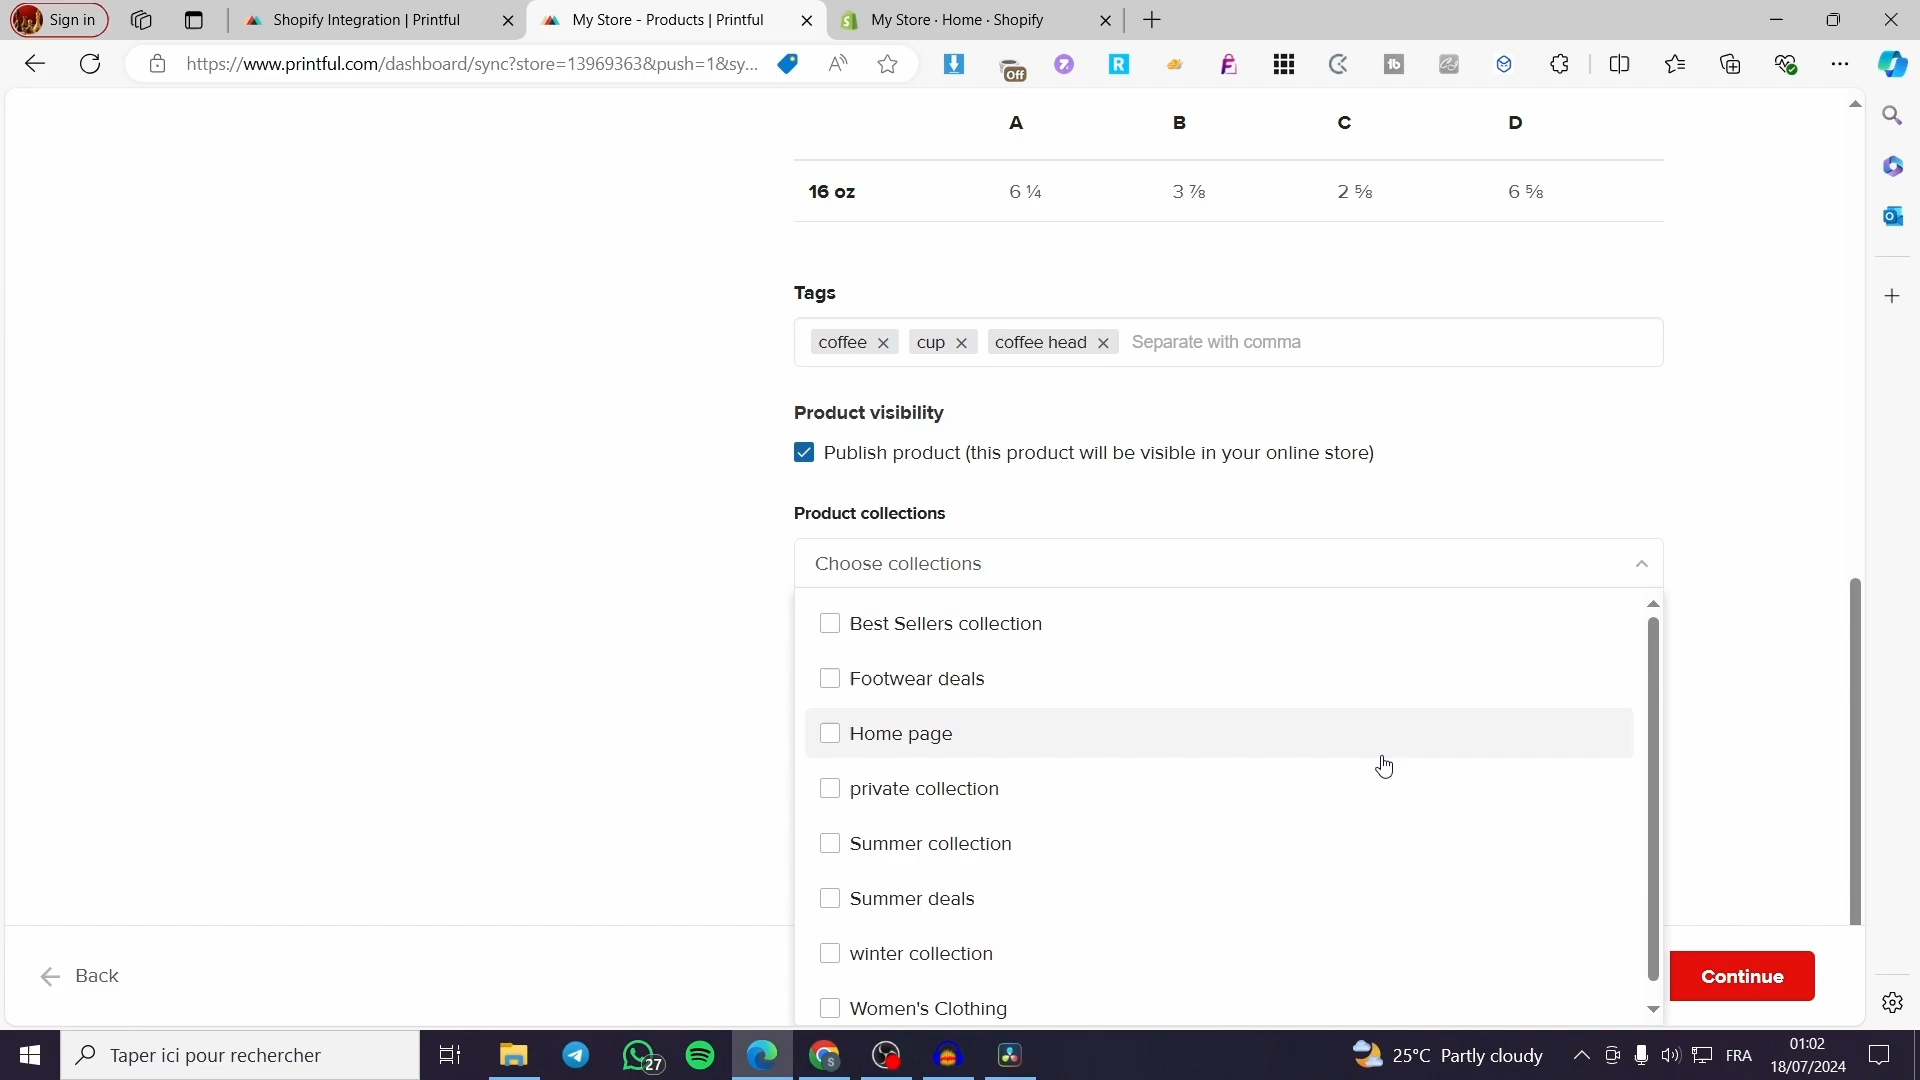 Sign in
Shopify Integration | Printful
My Store - Products | Printful
My Store · Home · Shopify
https://www.printful.com/dashboard/sync?store=13969363&push=1&sy...
Off
A B C D
16 oz 6 ¼ 3 ⅞ 2 ⅝ 6 ⅝
Tags
coffee cup coffee head Separate with comma
Product visibility
Publish product (this product will be visible in your online store)
Product collections
Choose collections
Best Sellers collection
Footwear deals
Home page
private collection
Summer collection
Summer deals
winter collection
Women's Clothing
Back
Continue
Taper ici pour rechercher
27
25°C Partly cloudy
FRA
01:02
18/07/2024